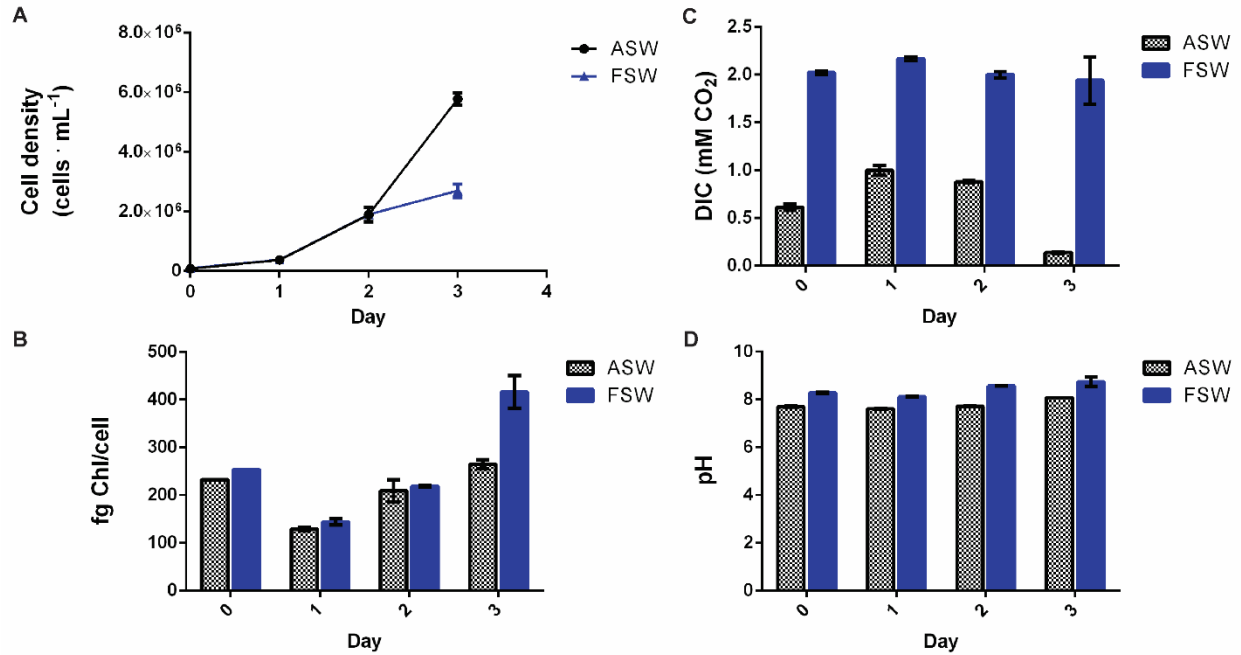 A
8.0×10⁶
6.0×10⁶
4.0×10⁶
2.0×10⁶
0
Cell density
(cells · mL⁻¹)
0 1 2 3 4
Day
ASW
FSW
C
2.5
2.0
1.5
1.0
0.5
0.0
DIC (mM CO₂)
0 1 2 3
Day
ASW
FSW
B
500
400
300
200
100
0
fg Chl/cell
0 1 2 3
Day
ASW
FSW
D
10
8
6
4
2
0
pH
0 1 2 3
Day
ASW
FSW